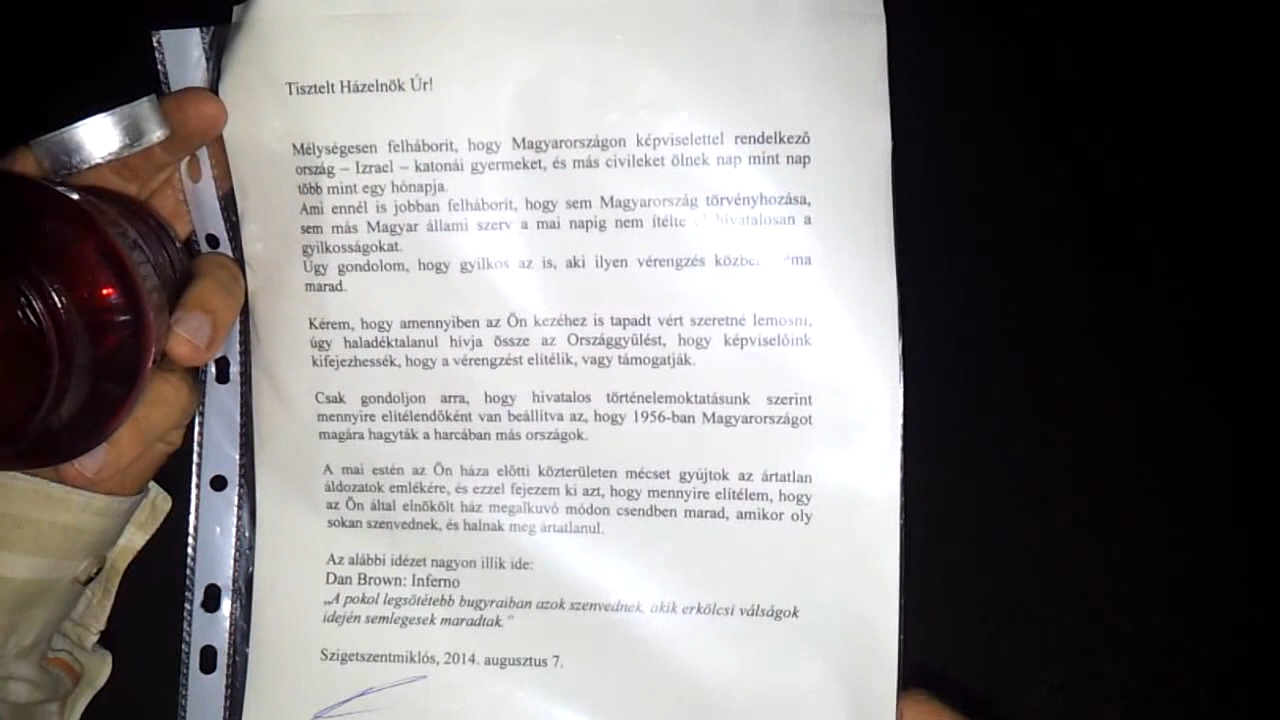 Tisztelt Házelnök Úr!
Mélységesen felháborít, hogy Magyarországon képviselettel rendelkező
ország – Izrael – katonái gyermeket, és más civileket ölnek nap mint nap
több mint egy hónapja.
Ami ennél is jobban felháborít, hogy sem Magyarország törvényhozása,
sem más Magyar állami szerv a mai napig nem ítélte hivatalosan a
gyilkosságokat.
Úgy gondolom, hogy gyilkos az is, aki ilyen vérengzés
marad.
Kérem, hogy amennyiben az Ön kezéhez is tapadt vért szeretné lemosni,
úgy haladéktalanul hívja össze az Országgyűlést, hogy képviselőink
kifejezhessék, hogy a vérengzést elítélik, vagy támogatják.
Csak gondoljon arra, hogy hivatalos történelemoktatásunk szerint
mennyire elítélendőként van beállítva az, hogy 1956-ban Magyarországot
magára hagyták a harcában más országok.
A mai estén az Ön háza előtti közterületen mécset gyújtok az ártatlan
áldozatok emlékére, és ezzel fejezem ki azt, hogy mennyire elítélem, hogy
az Ön által elnökölt ház megalkuvó módon csendben marad, amikor oly
sokan szenvednek, és halnak meg ártatlanul.
Az alábbi idézet nagyon illik ide:
Dan Brown: Inferno
„A pokol legsötétebb bugyraiban azok szenvednek, akik erkölcsi válságok
idején semlegesek maradtak.”
Szigetszentmiklós, 2014. augusztus 7.